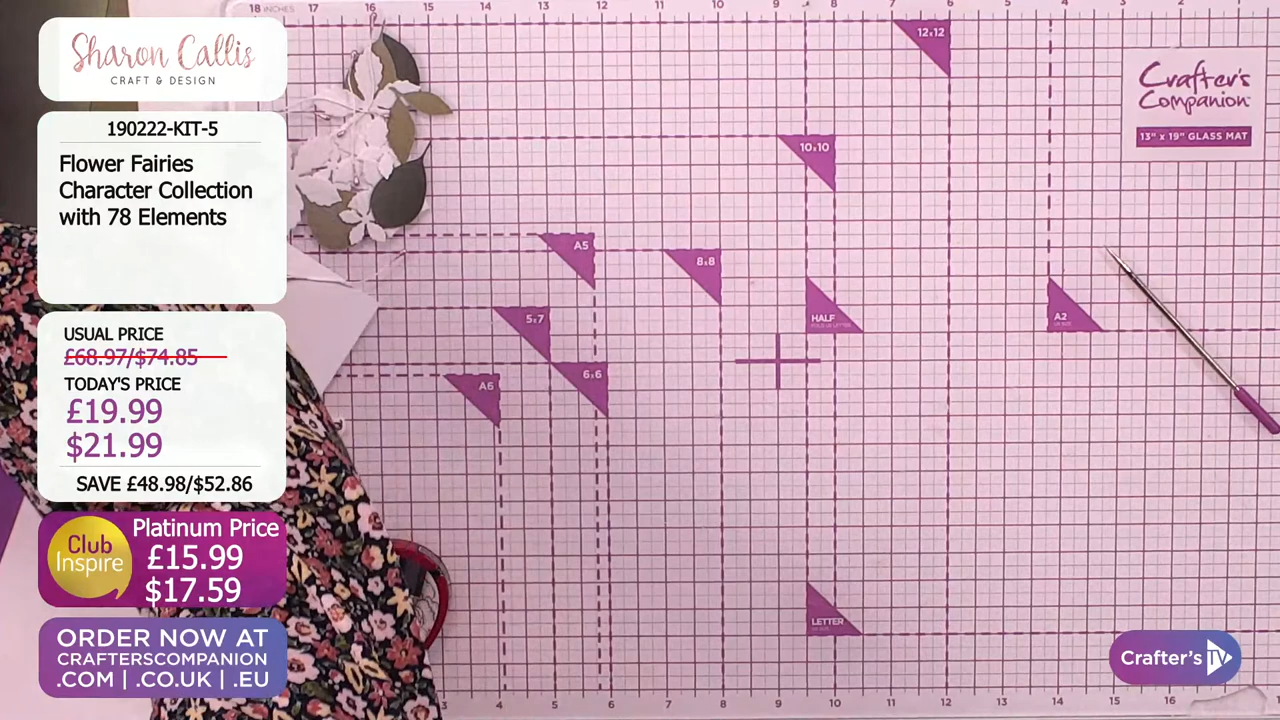 Sharon Callis
CRAFT & DESIGN
190222-KIT-5
Flower Fairies
Character Collection
with 78 Elements
USUAL PRICE
£68.97/$74.85
TODAY'S PRICE
£19.99
$21.99
SAVE £48.98/$52.86
Club
Inspire
Platinum Price
£15.99
$17.59
ORDER NOW AT
CRAFTERSCOMPANION
.COM | .CO.UK | .EU
18 INCHES 17 16 15 14 13 12 11 10 9 8 7 6 5 4 3 2 1
12x12
Crafter's
Companion
13" x 19" GLASS MAT
10x10
A5
8x8
5x7
HALF
A2
6x6
A6
LETTER
Crafter's TV
3 4 5 6 7 8 9 10 11 12 13 14 15 16